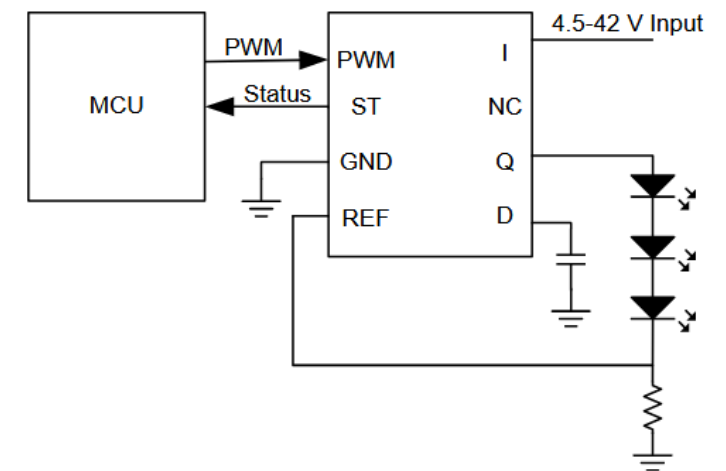 4.5-42 V Input
PWM
PWM
I
MCU
Status
ST
NC
GND
Q
REF
D